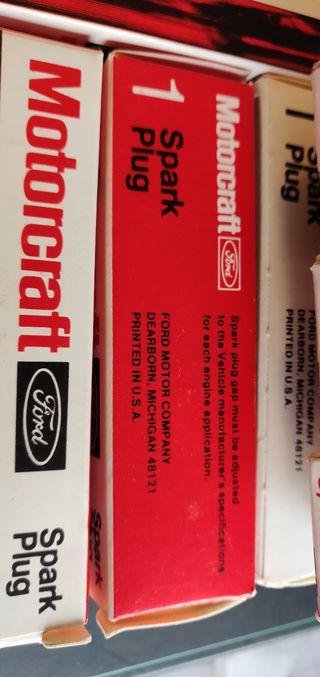 Motorcraft Ford
Spark
Plug
1 Spark
Plug
Motorcraft Ford
Spark plug gap must be adjusted
to the Vehicle manufacturer's specifications
for each engine application.
FORD MOTOR COMPANY
DEARBORN, MICHIGAN 48121
PRINTED IN U.S.A.
Spark
1 Spark
Plug
FORD MOTOR COMPANY
DEARBORN, MICHIGAN 48121
PRINTED IN U.S.A.